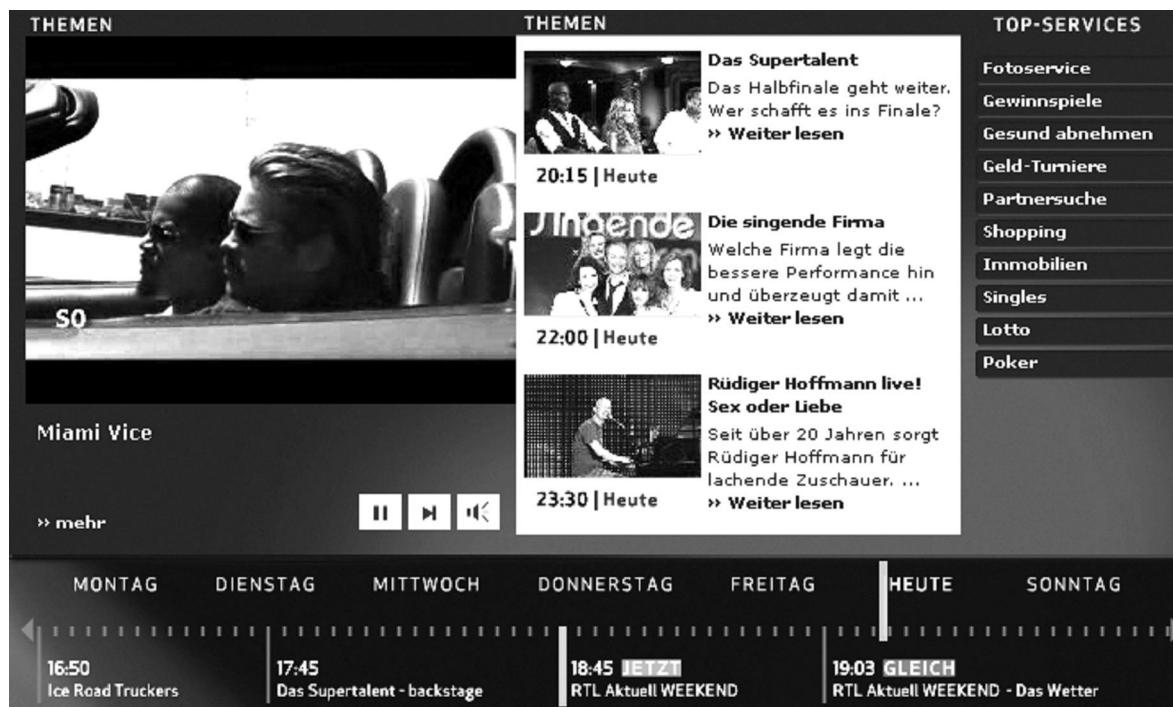 THEMEN
SO
Miami Vice
›› mehr
THEMEN
Das Supertalent
Das Halbfinale geht weiter.
Wer schafft es ins Finale?
›› Weiter lesen
20:15 | Heute
Singende
Die singende Firma
Welche Firma legt die
bessere Performance hin
und überzeugt damit ...
›› Weiter lesen
22:00 | Heute
Rüdiger Hoffmann live!
Sex oder Liebe
Seit über 20 Jahren sorgt
Rüdiger Hoffmann für
lachende Zuschauer. ...
›› Weiter lesen
23:30 | Heute
TOP-SERVICES
Fotoservice
Gewinnspiele
Gesund abnehmen
Geld-Turniere
Partnersuche
Shopping
Immobilien
Singles
Lotto
Poker
MONTAG DIENSTAG MITTWOCH DONNERSTAG FREITAG HEUTE SONNTAG
16:50
Ice Road Truckers
17:45
Das Supertalent - backstage
18:45 JETZT
RTL Aktuell WEEKEND
19:03 GLEICH
RTL Aktuell WEEKEND - Das Wetter